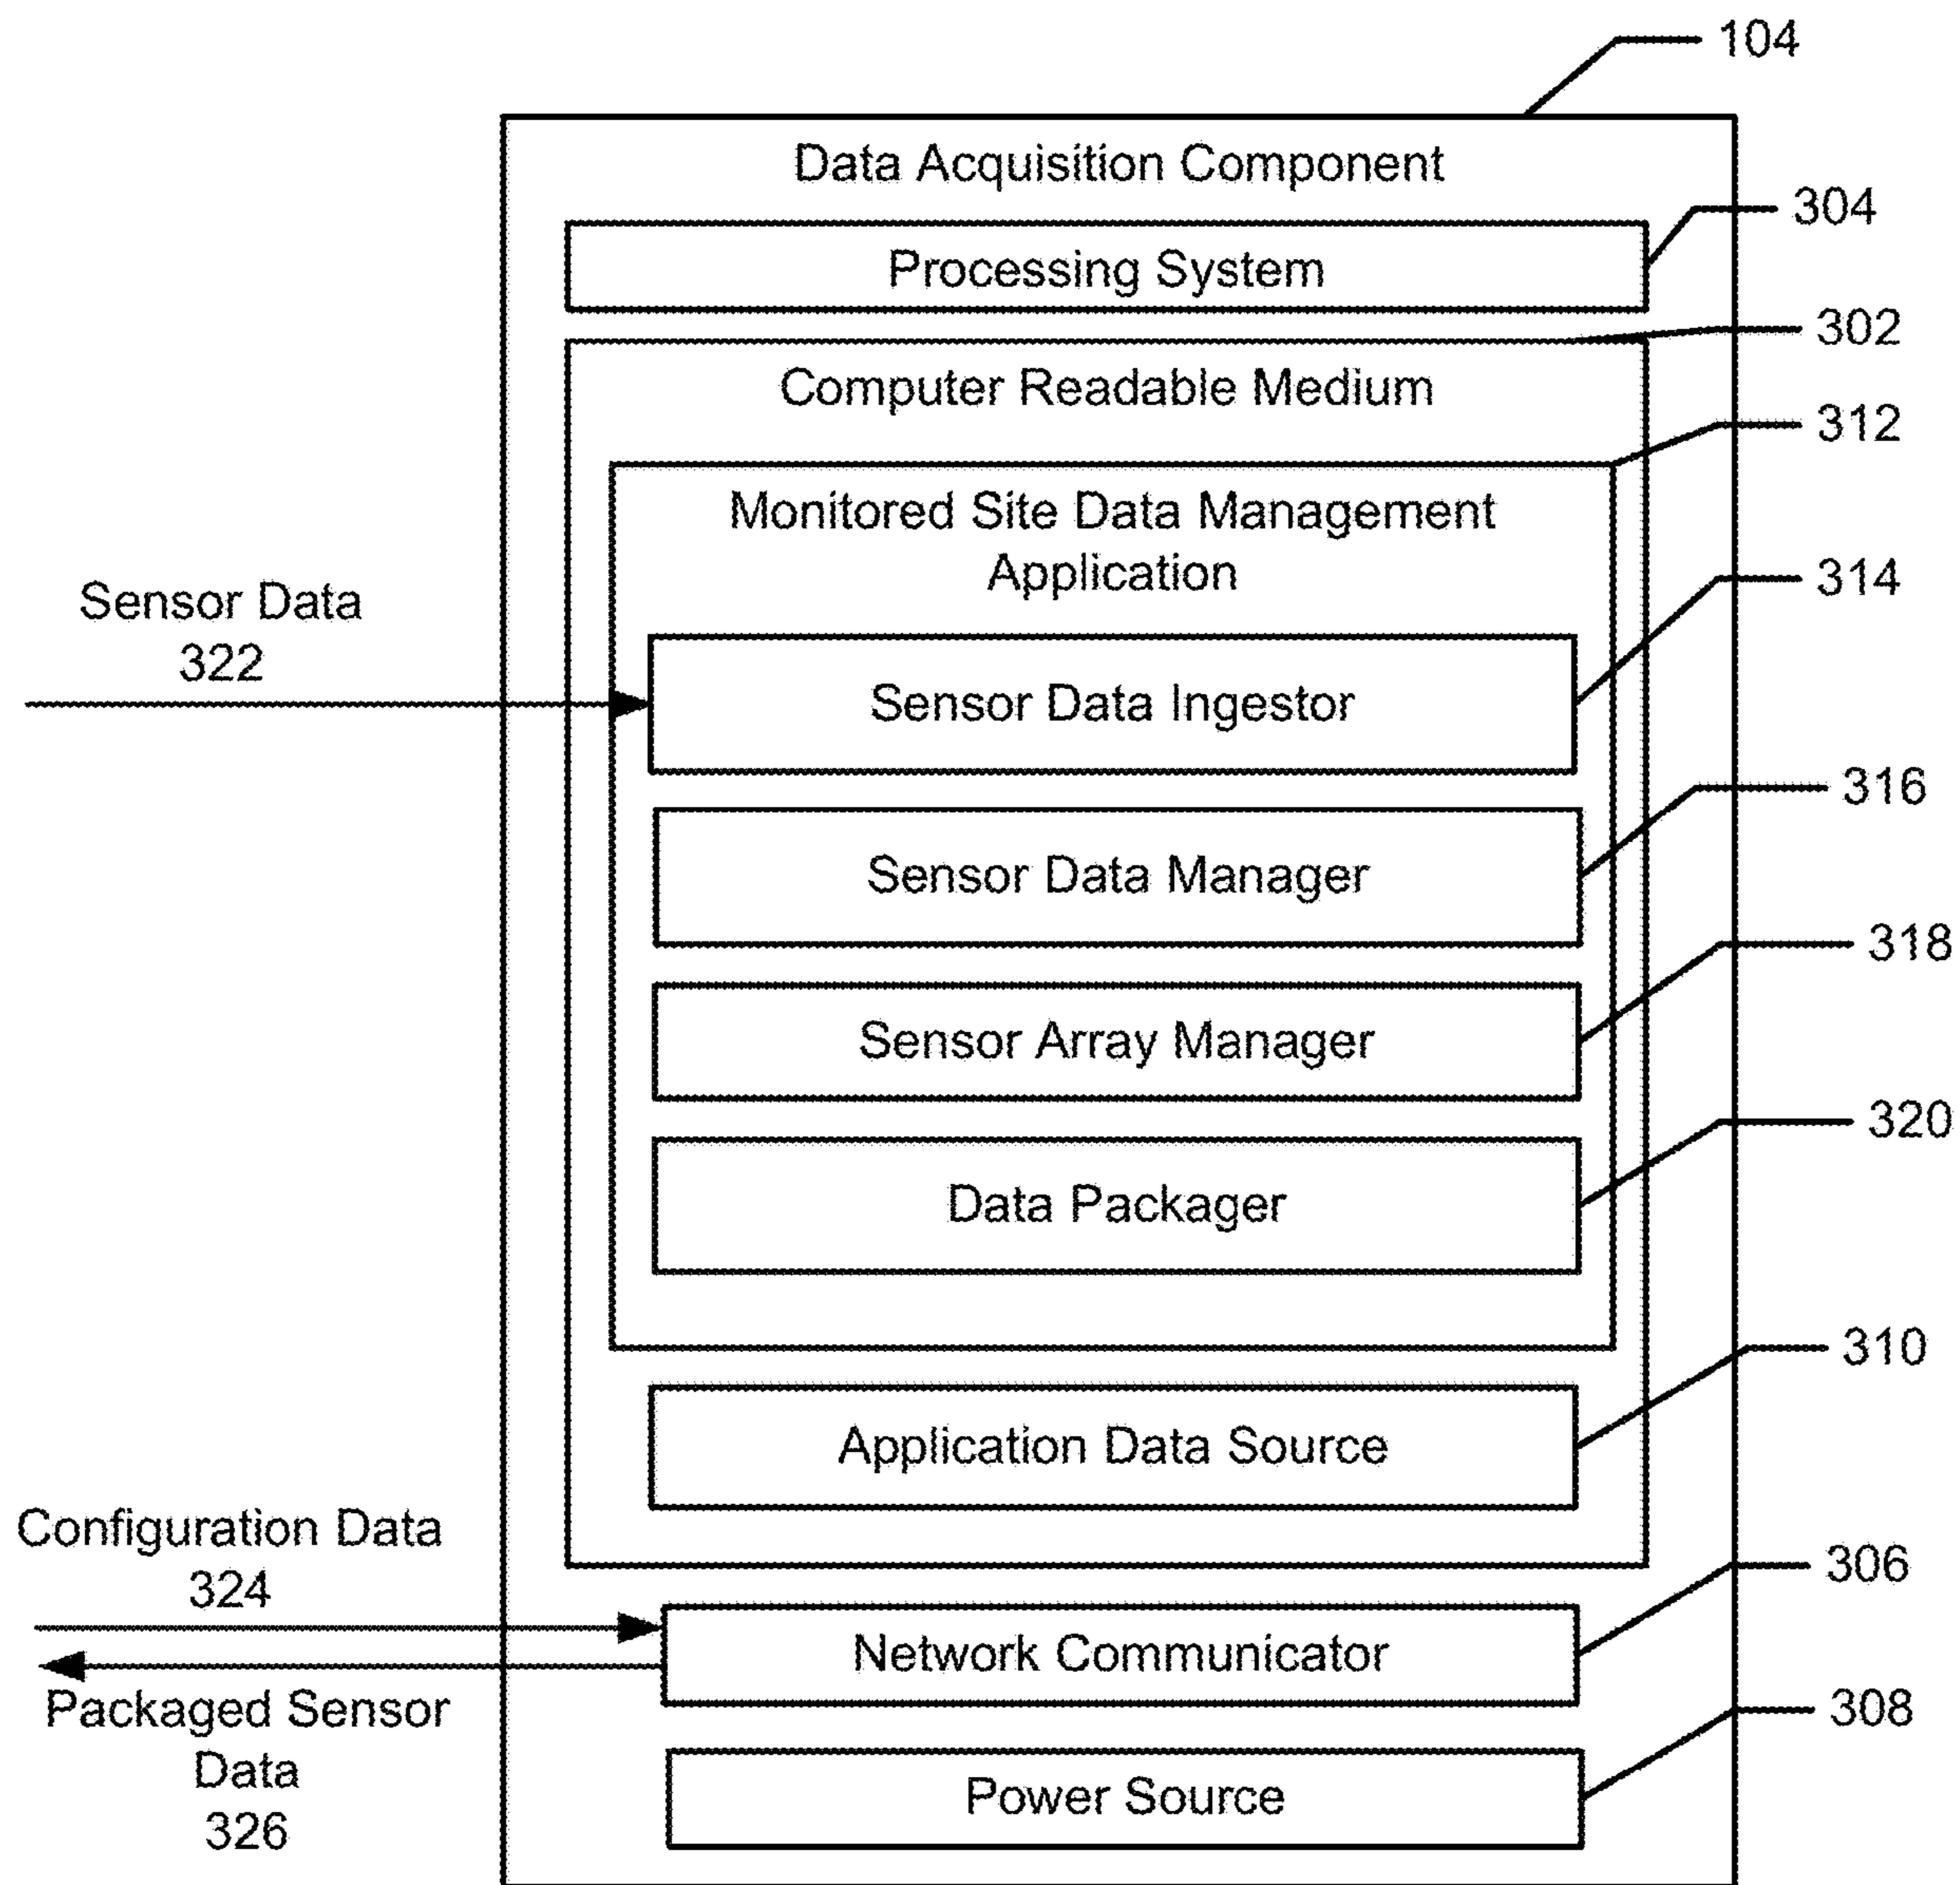 104
Data Acquisition Component
304
Processing System
302
Computer Readable Medium
312
Monitored Site Data Management
Application
314
Sensor Data
322
Sensor Data Ingestor
316
Sensor Data Manager
318
Sensor Array Manager
320
Data Packager
310
Application Data Source
Configuration Data
324
306
Network Communicator
Packaged Sensor
Data
326
308
Power Source